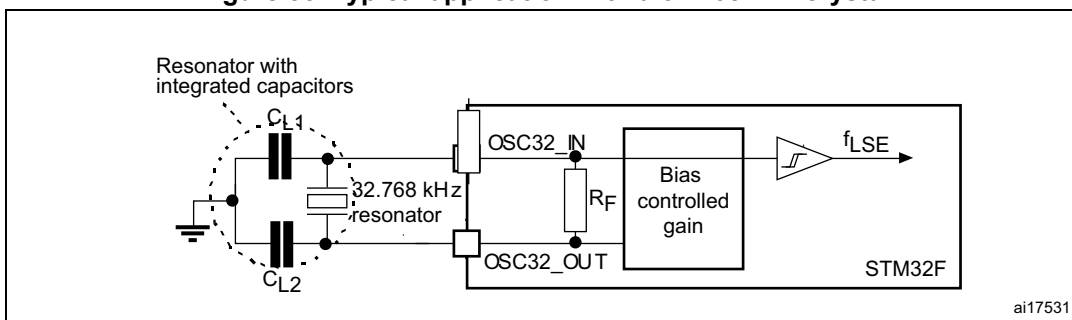 Resonator with
integrated capacitors
CL1
OSC32_IN
fLSE
32.768 kHz
resonator
RF
Bias
controlled
gain
OSC32_OUT
CL2
STM32F
ai17531